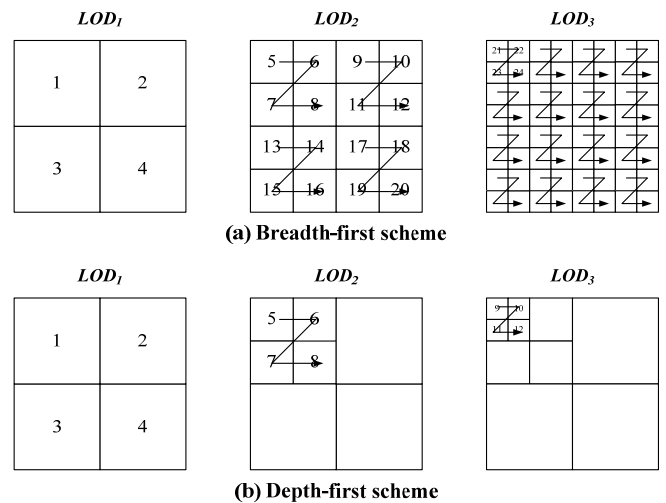 LOD1 LOD2 LOD3
1 2
3 4
5 6 9 10
7 8 11 12
13 14 17 18
15 16 19 20
21 22
23 24
(a) Breadth-first scheme
LOD1 LOD2 LOD3
1 2
3 4
5 6
7 8
9 10
11 12
(b) Depth-first scheme